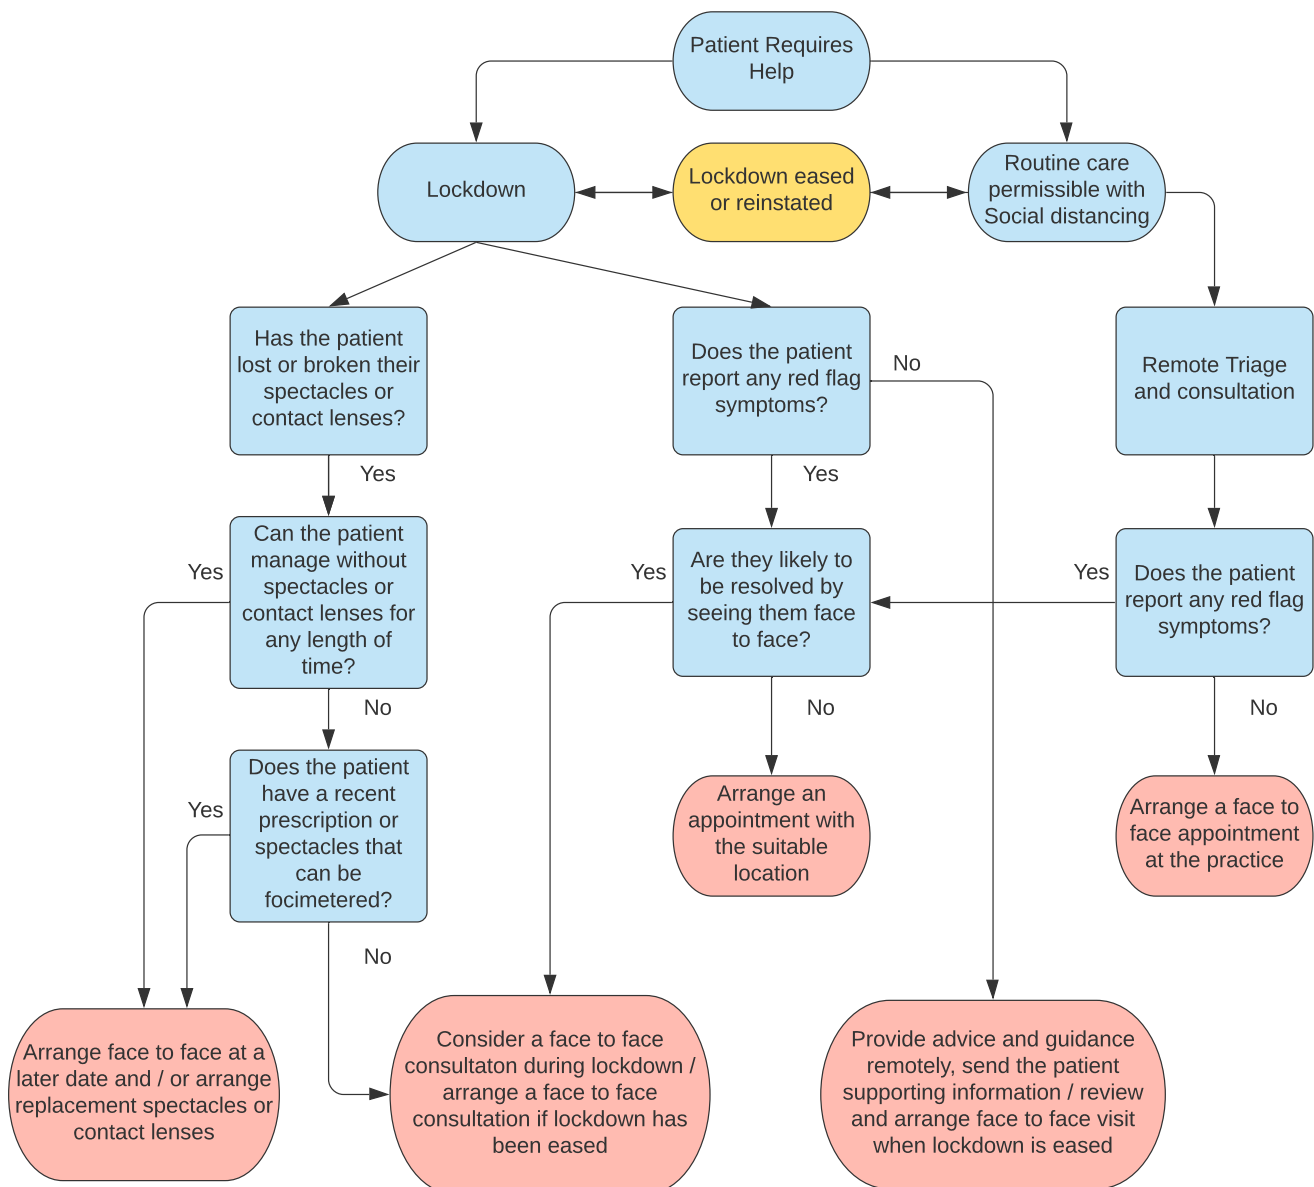 Patient Requires
Help
Lockdown
Lockdown eased
or reinstated
Routine care
permissible with
Social distancing
Has the patient
lost or broken their
spectacles or
contact lenses?
Does the patient
report any red flag
symptoms?
No
Remote Triage
and consultation
Yes
Yes
Can the patient
manage without
spectacles or
contact lenses for
any length of
time?
Yes
Are they likely to
be resolved by
seeing them face
to face?
Yes
Does the patient
report any red flag
symptoms?
Yes
No
No
No
Does the patient
have a recent
prescription or
spectacles that
can be
focimetered?
Yes
Arrange an
appointment with
the suitable
location
Arrange a face to
face appointment
at the practice
No
Arrange face to face at a
later date and / or arrange
replacement spectacles or
contact lenses
Consider a face to face
consultaton during lockdown /
arrange a face to face
consultation if lockdown has
been eased
Provide advice and guidance
remotely, send the patient
supporting information / review
and arrange face to face visit
when lockdown is eased